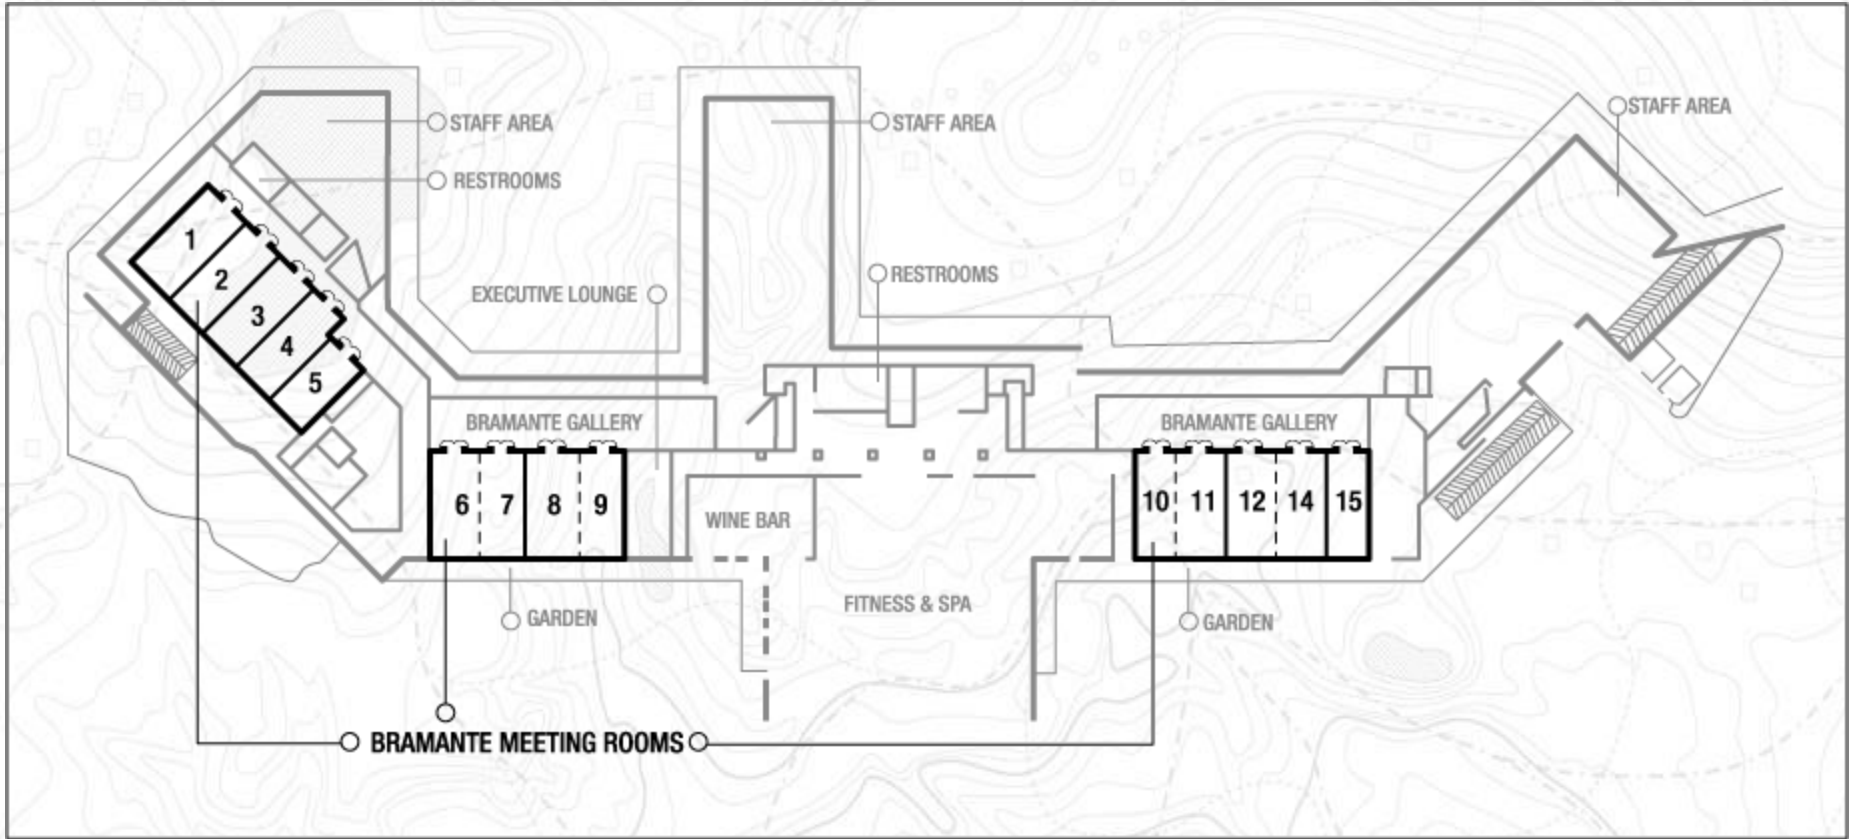 STAFF AREA
STAFF AREA
STAFF AREA
RESTROOMS
RESTROOMS
EXECUTIVE LOUNGE
1
2
3
4
5
BRAMANTE GALLERY
BRAMANTE GALLERY
6 7 8 9
10 11 12 14 15
WINE BAR
FITNESS & SPA
GARDEN
GARDEN
BRAMANTE MEETING ROOMS